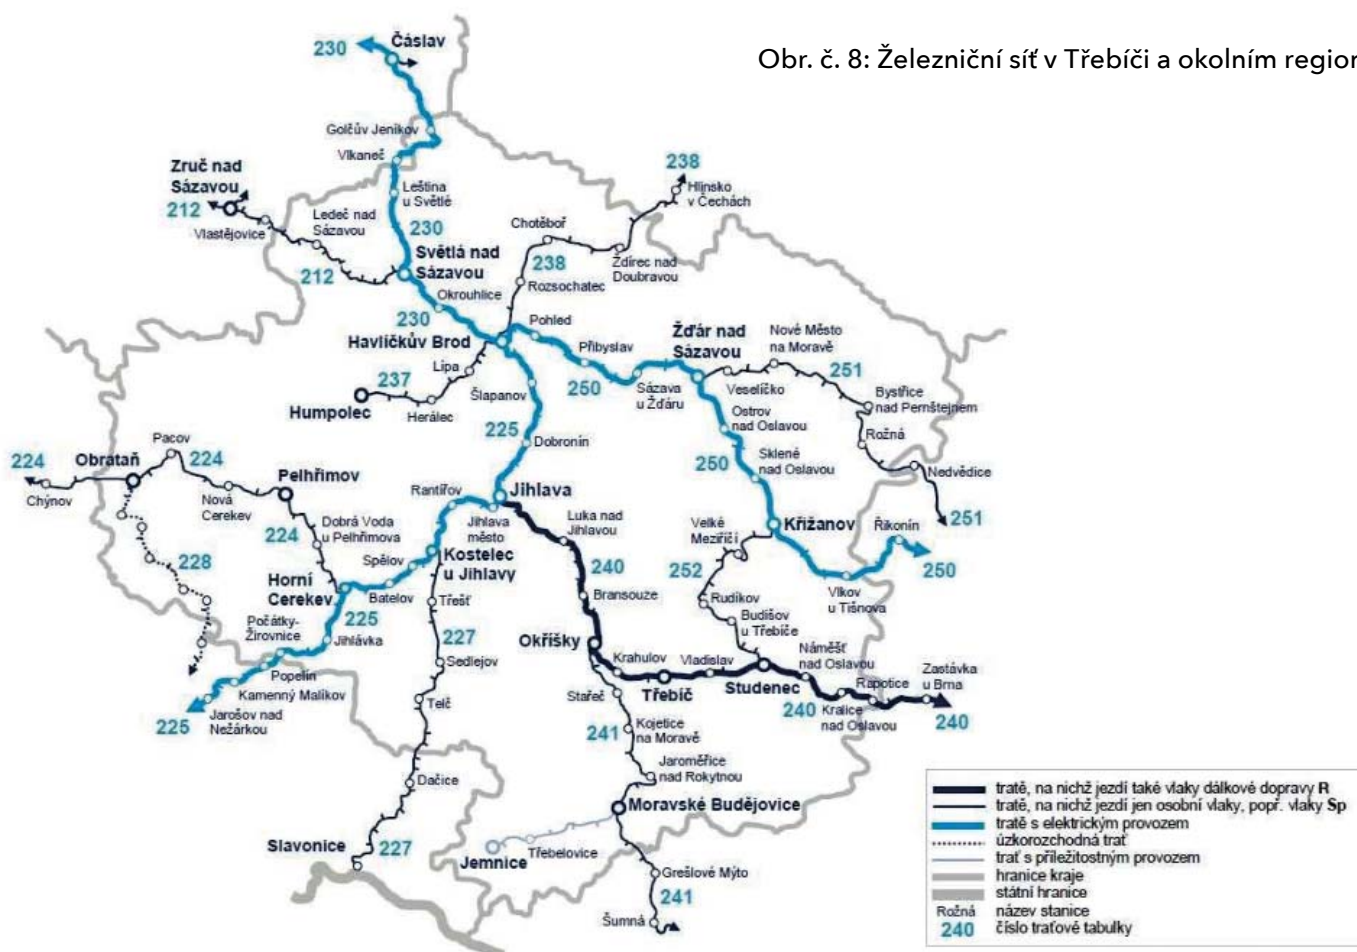 Obr. č. 8: Železniční síť v Třebíči a okolním region
230
Čáslav
Golčův Jeníkov
Vlkaneč
Zruč nad
Sázavou
212
Vlastějovice
Ledeč nad
Sázavou
212
Leština
u Světlé
230
Světlá nad
Sázavou
Okrouhlice
230
Havlíčkův Brod
238
Hlinsko
v Čechách
Chotěboř
238
Ždírec nad
Doubravou
Rozsochatec
Pohled
Přibyslav
250
Sázava
u Žďáru
Žďár nad
Sázavou
Nové Město
na Moravě
251
Veselíčko
Bystřice
nad Pernštejnem
Rožná
Nedvědice
251
Lípa
237
Humpolec
Herálec
Šlapanov
225
Dobronín
Ostrov
nad Oslavou
250
Sklené
nad Oslavou
Křižanov
Řikonín
250
Vlkov
u Tišnova
Pacov
224
Obrataň
224
Chýnov
Nová
Cerekev
Pelhřimov
224
Dobrá Voda
u Pelhřimova
228
Horní
Cerekev
Spělov
Batelov
Rantířov
Jihlava
Jihlava
město
Kostelec
u Jihlavy
225
Počátky-
Žirovnice
Jihlávka
Popelín
Kamenný Malíkov
225
Jarošov nad
Nežárkou
Třešť
227
Sedlejov
Telč
Dačice
Slavonice
227
Luka nad
Jihlavou
240
Bransouze
Okříšky
Krahulov
Vladislav
Třebíč
Studenec
Velké
Meziříčí
252
Rudíkov
Budišov
u Třebíče
Náměšť
nad Oslavou
Rapotice
Zastávka
u Brna
240
Kralice
nad Oslavou
240
Stařeč
241
Kojetice
na Moravě
Jaroměřice
nad Rokytnou
Moravské Budějovice
Jemnice
Třebelovice
Grešlové Mýto
241
Šumná
tratě, na nichž jezdí také vlaky dálkové dopravy R
tratě, na nichž jezdí jen osobní vlaky, popř. vlaky Sp
tratě s elektrickým provozem
úzkorozchodná trať
trať s příležitostným provozem
hranice kraje
státní hranice
Rožná název stanice
240 číslo traťové tabulky